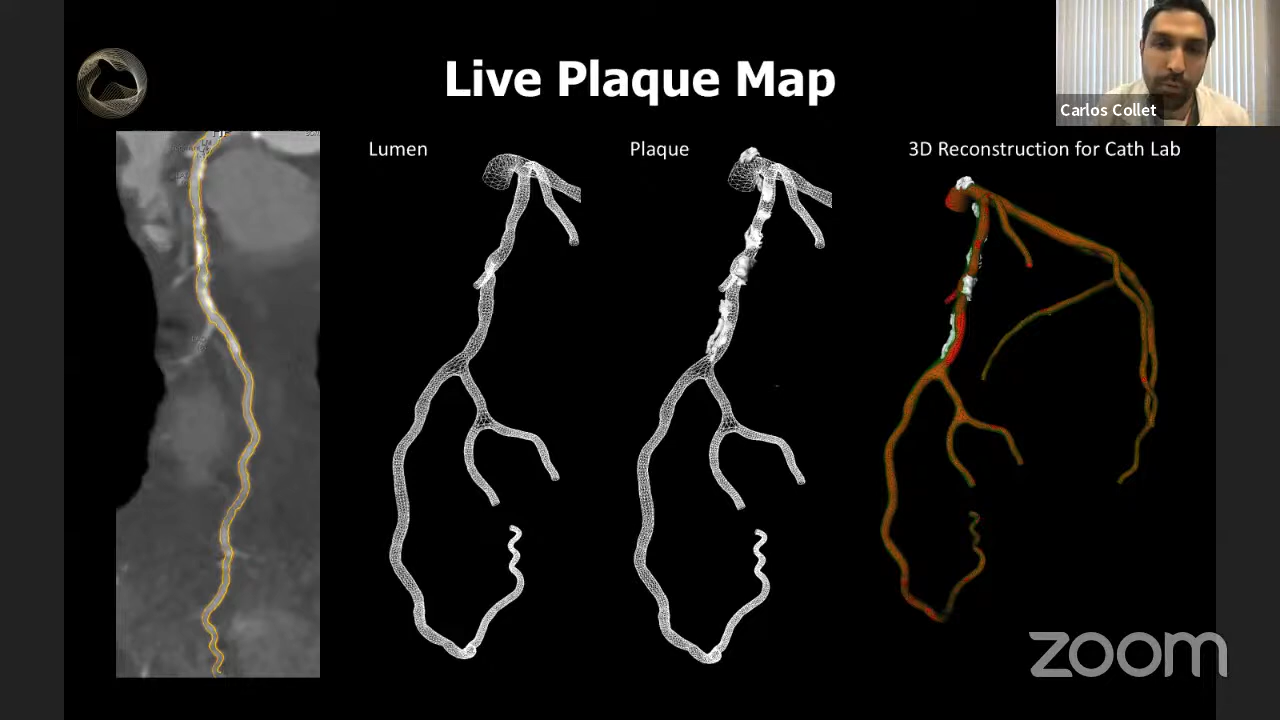 Live Plaque Map
Carlos Collet
Lumen
Plaque
3D Reconstruction for Cath Lab
zoom